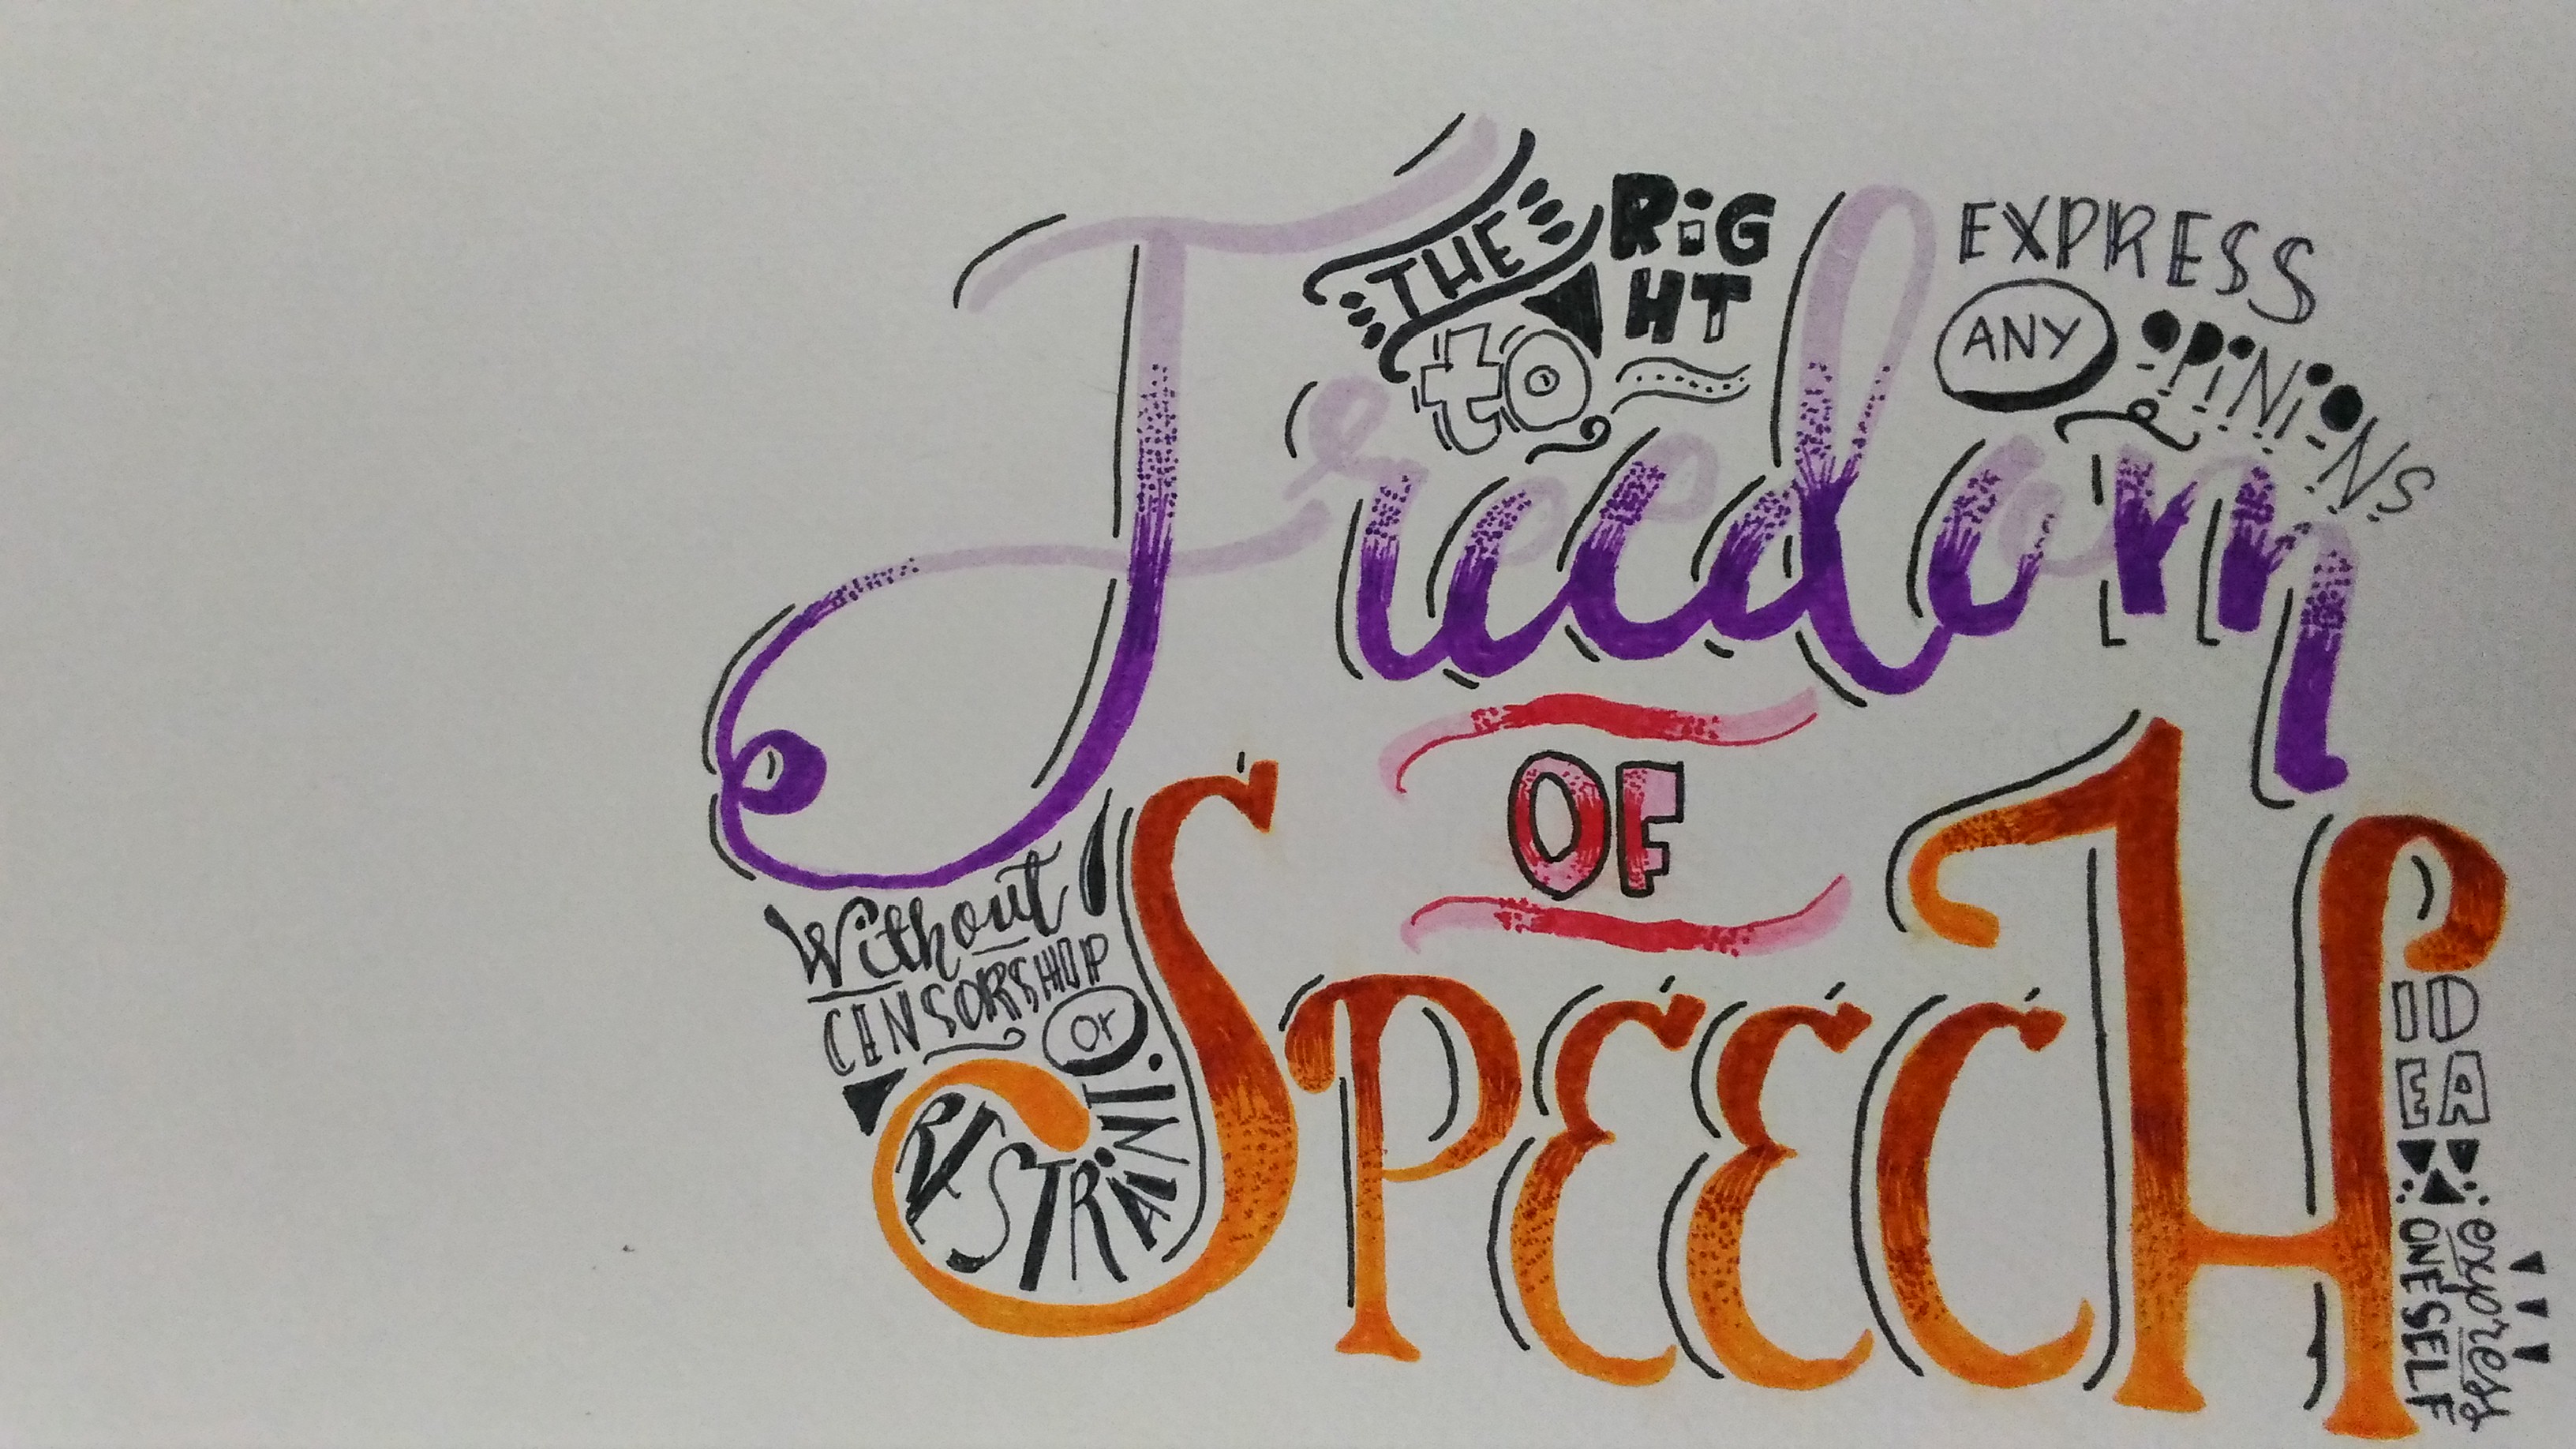 THE RiGHT
to
EXPRESS
ANY OPiNiONS
Freedom
OF
SPEECH
Without
CENSORSHIP
or
RESTRAiNT!
IDEA
express
ONESELF